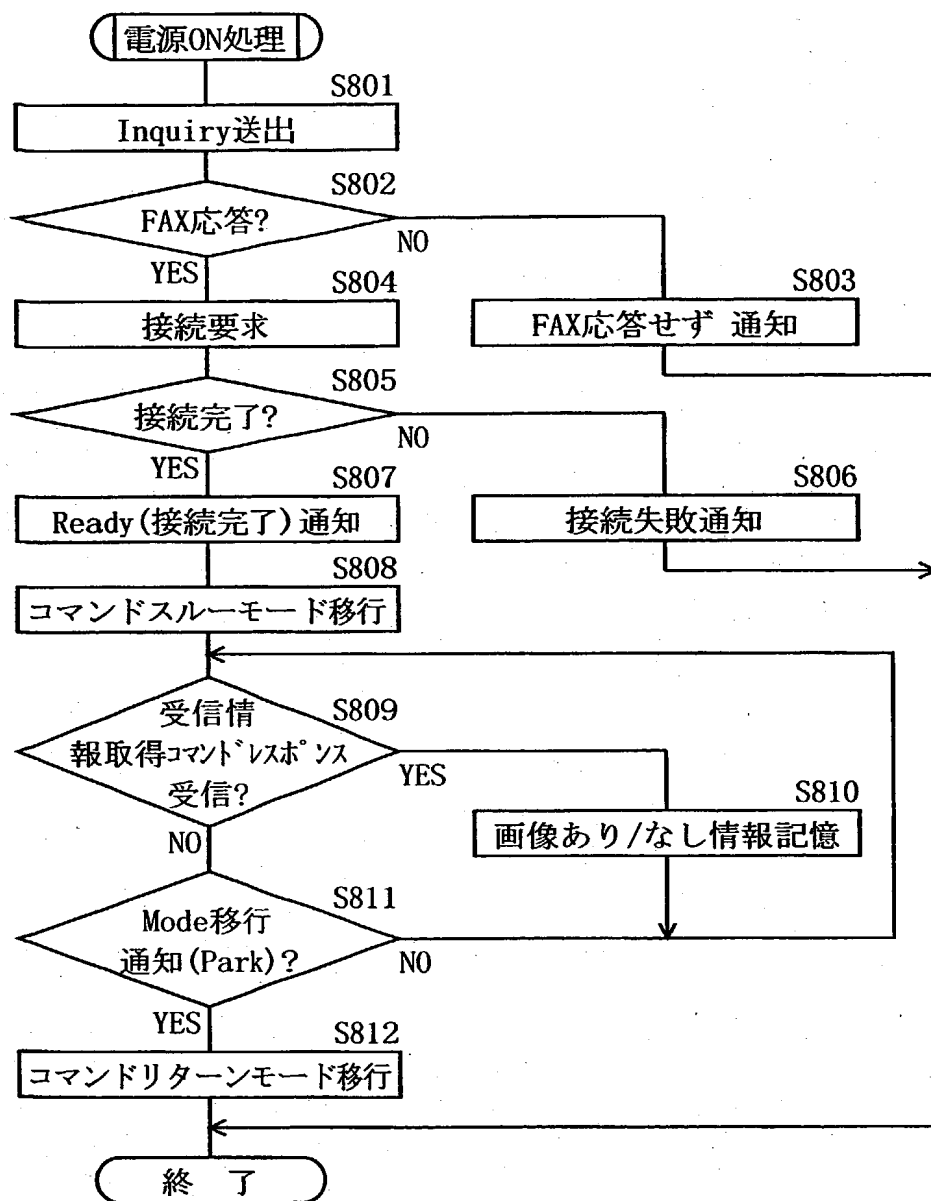 電源ON処理
S801
Inquiry送出
S802
FAX応答?
NO
YES
S804
接続要求
S803
FAX応答せず 通知
S805
接続完了?
NO
YES
S807
Ready(接続完了)通知
S806
接続失敗通知
S808
コマンドスルーモード移行
S809
受信情
報取得コマンドレスポンス
受信?
YES
NO
S810
画像あり/なし情報記憶
S811
Mode移行
通知(Park)?
NO
YES
S812
コマンドリターンモード移行
終 了